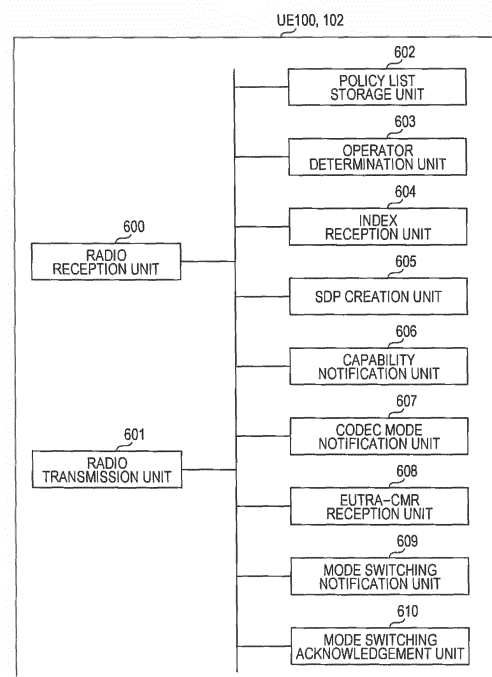 UE100, 102
602
POLICY LIST
STORAGE UNIT
603
OPERATOR
DETERMINATION UNIT
604
INDEX
RECEPTION UNIT
600
RADIO
RECEPTION UNIT
605
SDP CREATION UNIT
606
CAPABILITY
NOTIFICATION UNIT
607
CODEC MODE
NOTIFICATION UNIT
601
RADIO
TRANSMISSION UNIT
608
EUTRA-CMR
RECEPTION UNIT
609
MODE SWITCHING
NOTIFICATION UNIT
610
MODE SWITCHING
ACKNOWLEDGEMENT UNIT